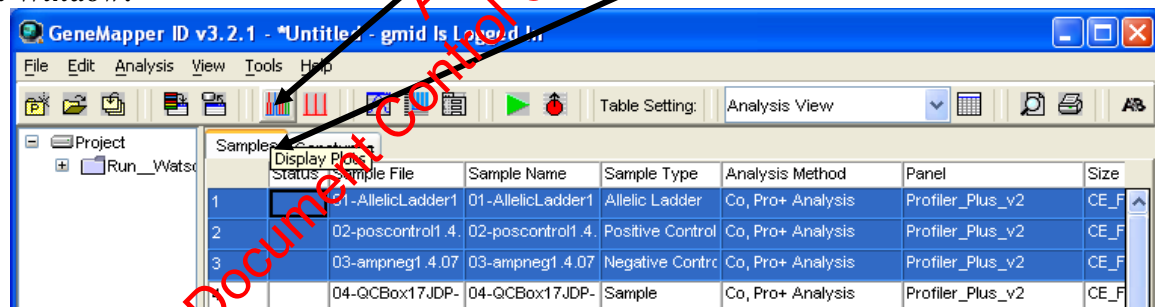 GeneMapper ID v3.2.1 - *Untitled - gmid Is Logged In
File Edit Analysis View Tools Help
Table Setting: Analysis View AB
Project
Run__Watso
Samples
Display Plots
Status Sample File Sample Name Sample Type Analysis Method Panel Size
1 01-AllelicLadder1 01-AllelicLadder1 Allelic Ladder Co, Pro+ Analysis Profiler_Plus_v2 CE_F
2 02-poscontrol1.4. 02-poscontrol1.4. Positive Control Co, Pro+ Analysis Profiler_Plus_v2 CE_F
3 03-ampneg1.4.07 03-ampneg1.4.07 Negative Contrc Co, Pro+ Analysis Profiler_Plus_v2 CE_F
04-QCBox17JDP- 04-QCBox17JDP- Sample Co, Pro+ Analysis Profiler_Plus_v2 CE_F
Document Control